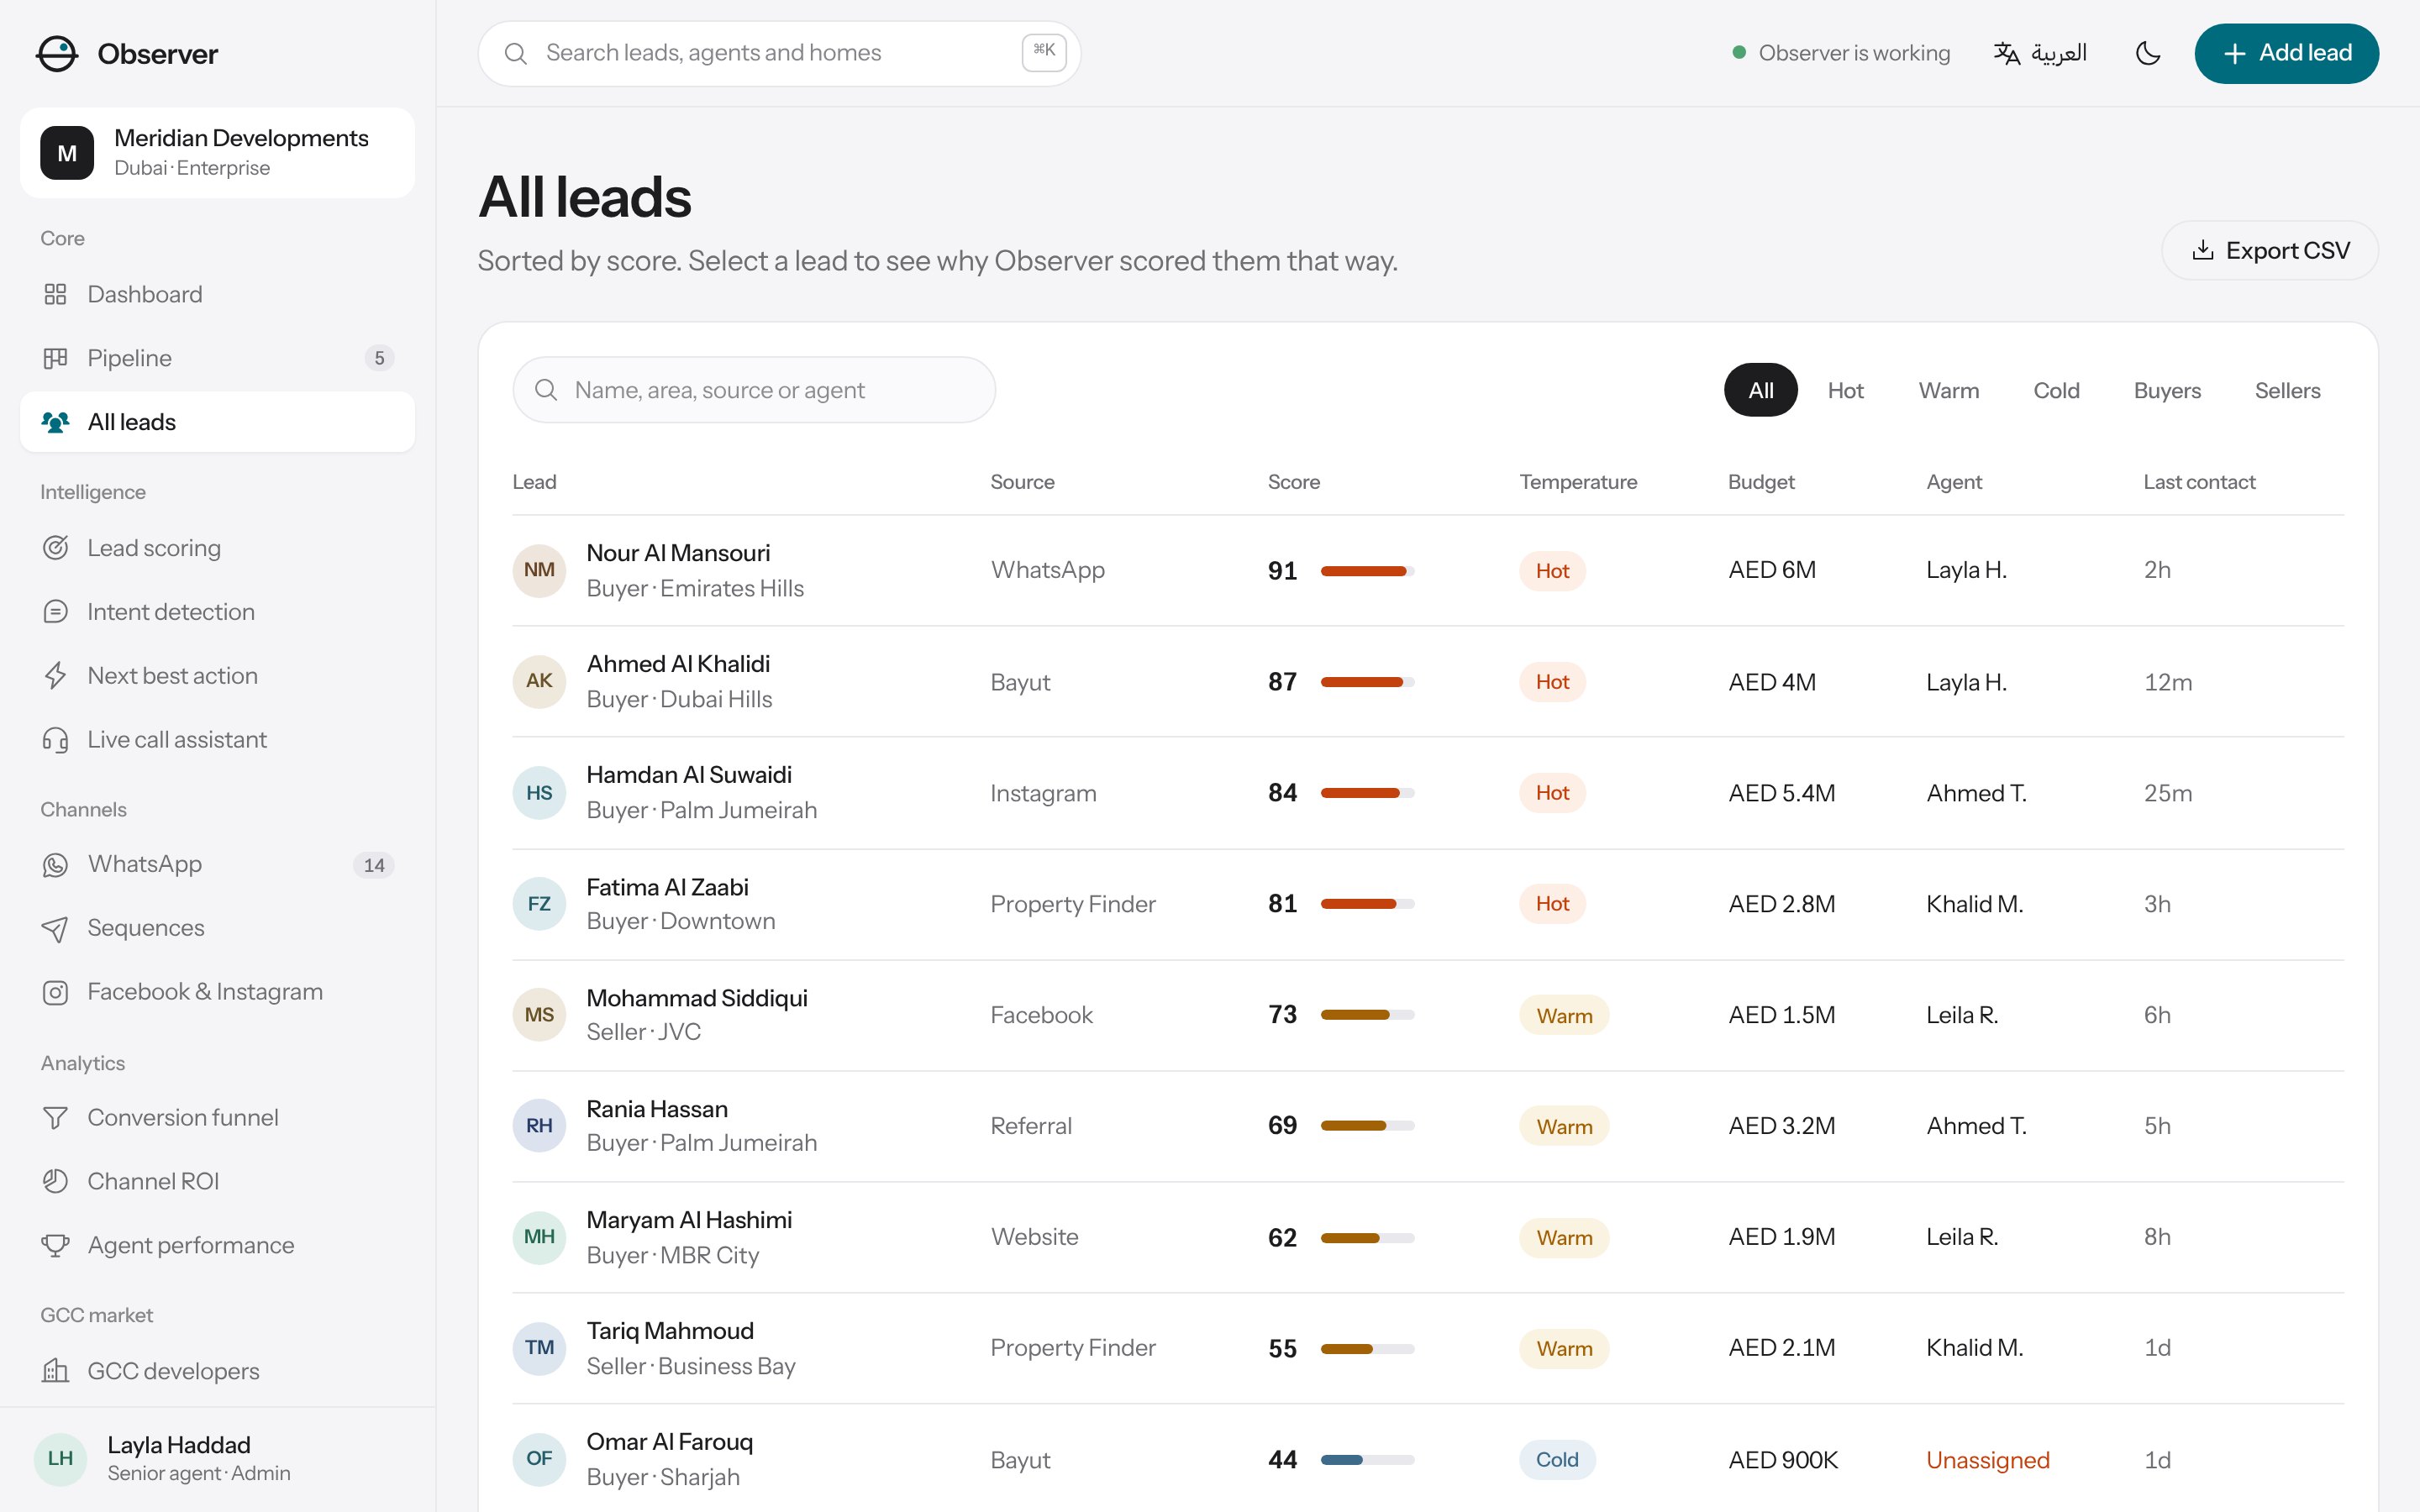 Observer
Meridian Developments
Dubai · Enterprise
Core
Dashboard
Pipeline 5
All leads
Intelligence
Lead scoring
Intent detection
Next best action
Live call assistant
Channels
WhatsApp 14
Sequences
Facebook & Instagram
Analytics
Conversion funnel
Channel ROI
Agent performance
GCC market
GCC developers
LH
Layla Haddad
Senior agent · Admin
M
Search leads, agents and homes ⌘K
Observer is working
العربية
Add lead
All leads
Sorted by score. Select a lead to see why Observer scored them that way.
Export CSV
Name, area, source or agent
All Hot Warm Cold Buyers Sellers
Lead Source Score Temperature Budget Agent Last contact
NM Nour Al Mansouri WhatsApp 91 Hot AED 6M Layla H. 2h
Buyer · Emirates Hills
AK Ahmed Al Khalidi Bayut 87 Hot AED 4M Layla H. 12m
Buyer · Dubai Hills
HS Hamdan Al Suwaidi Instagram 84 Hot AED 5.4M Ahmed T. 25m
Buyer · Palm Jumeirah
FZ Fatima Al Zaabi Property Finder 81 Hot AED 2.8M Khalid M. 3h
Buyer · Downtown
MS Mohammad Siddiqui Facebook 73 Warm AED 1.5M Leila R. 6h
Seller · JVC
RH Rania Hassan Referral 69 Warm AED 3.2M Ahmed T. 5h
Buyer · Palm Jumeirah
MH Maryam Al Hashimi Website 62 Warm AED 1.9M Leila R. 8h
Buyer · MBR City
TM Tariq Mahmoud Property Finder 55 Warm AED 2.1M Khalid M. 1d
Seller · Business Bay
OF Omar Al Farouq Bayut 44 Cold AED 900K Unassigned 1d
Buyer · Sharjah